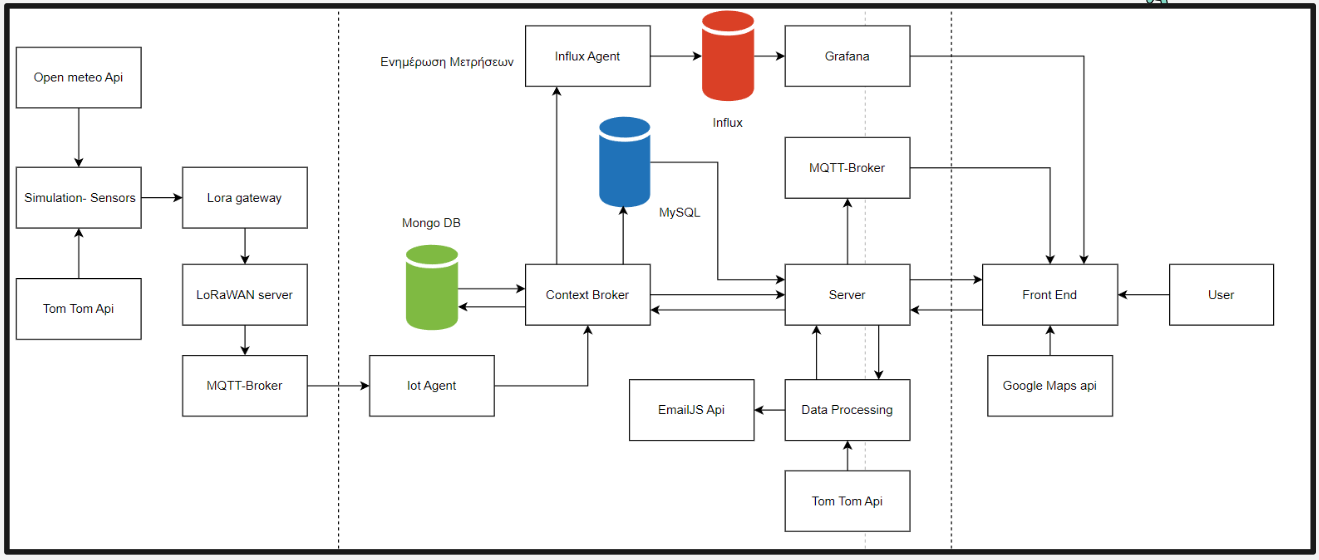 Open meteo Api
Simulation- Sensors
Tom Tom Api
Lora gateway
LoRaWAN server
MQTT-Broker
Ενημέρωση Μετρήσεων
Influx Agent
Influx
Grafana
MySQL
MQTT-Broker
Mongo DB
Context Broker
Server
Iot Agent
EmailJS Api
Data Processing
Tom Tom Api
Front End
User
Google Maps api